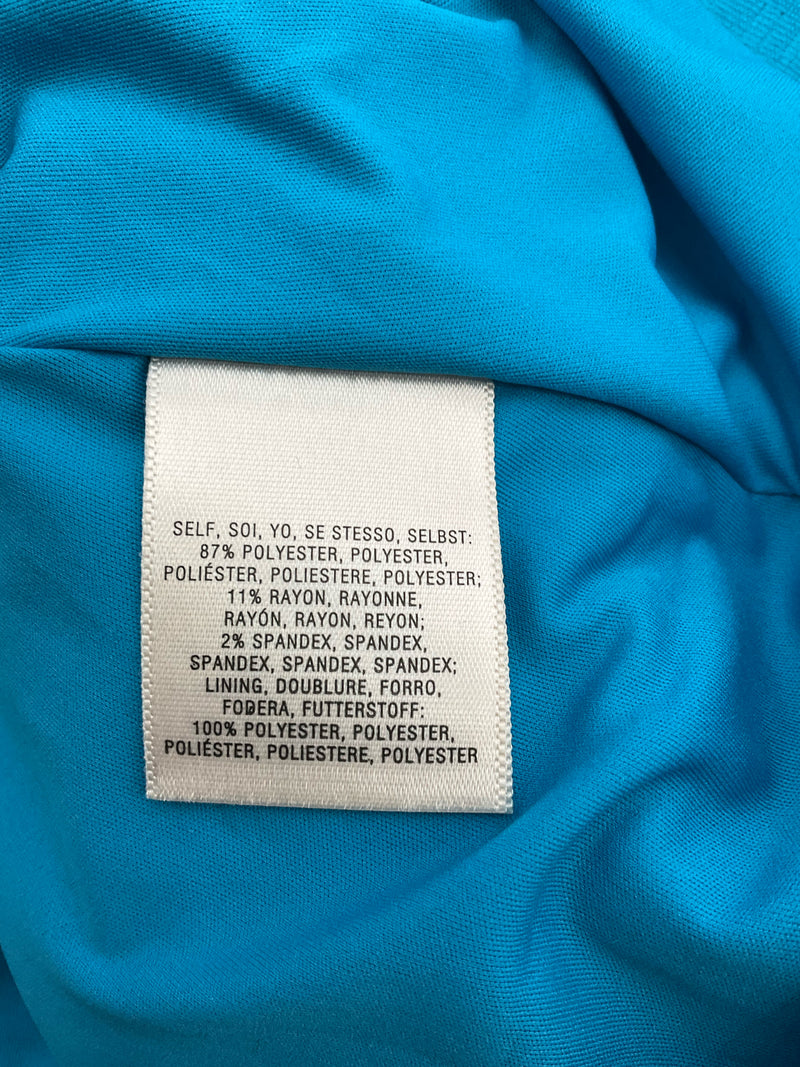 SELF, SOI, YO, SE STESSO, SELBST:
87% POLYESTER, POLYESTER,
POLIÉSTER, POLIESTERE, POLYESTER;
11% RAYON, RAYONNE,
RAYÓN, RAYON, REYON;
2% SPANDEX, SPANDEX,
SPANDEX, SPANDEX, SPANDEX;
LINING, DOUBLURE, FORRO,
FODERA, FUTTERSTOFF:
100% POLYESTER, POLYESTER,
POLIÉSTER, POLIESTERE, POLYESTER